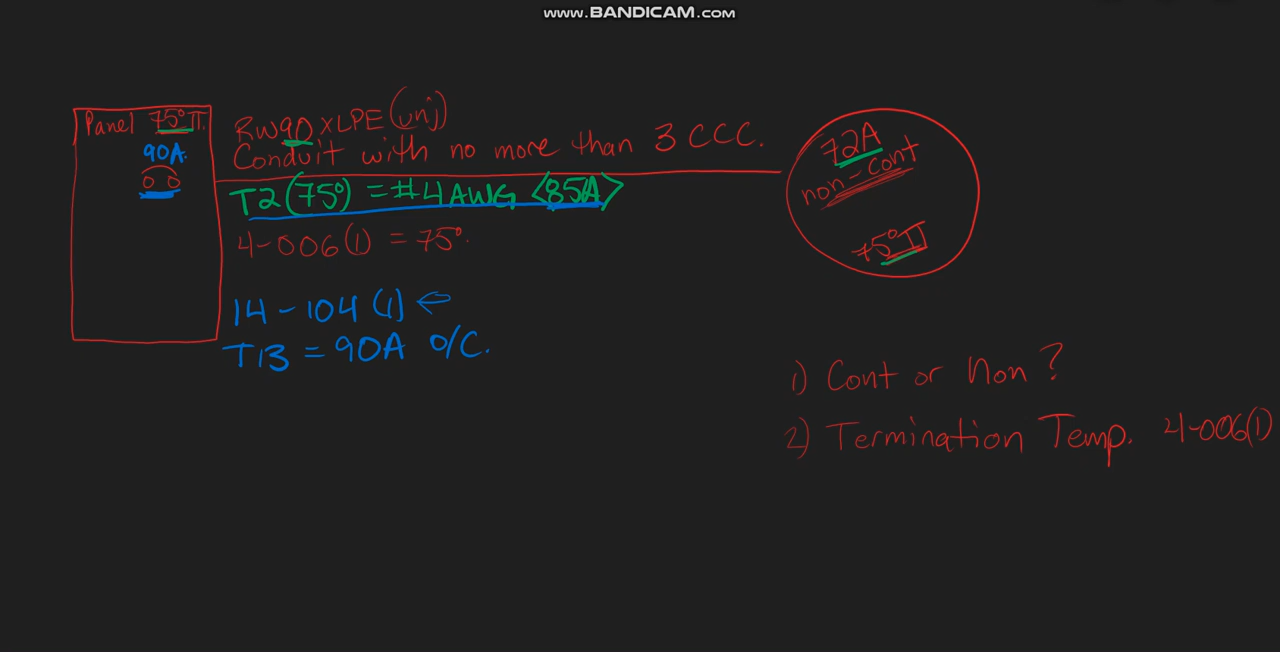 www.BANDICAM.com
Panel 75°TT.
90A.
RW90 XLPE (unj)
Conduit with no more than 3 CCC.
T2 (75°) = #4 AWG <85A>
4-006(1) = 75°.
14-104 (1) ←
T13 = 90A O/C.
72A
non-cont
75°TT
1) Cont or Non ?
2) Termination Temp. 4-006(1)